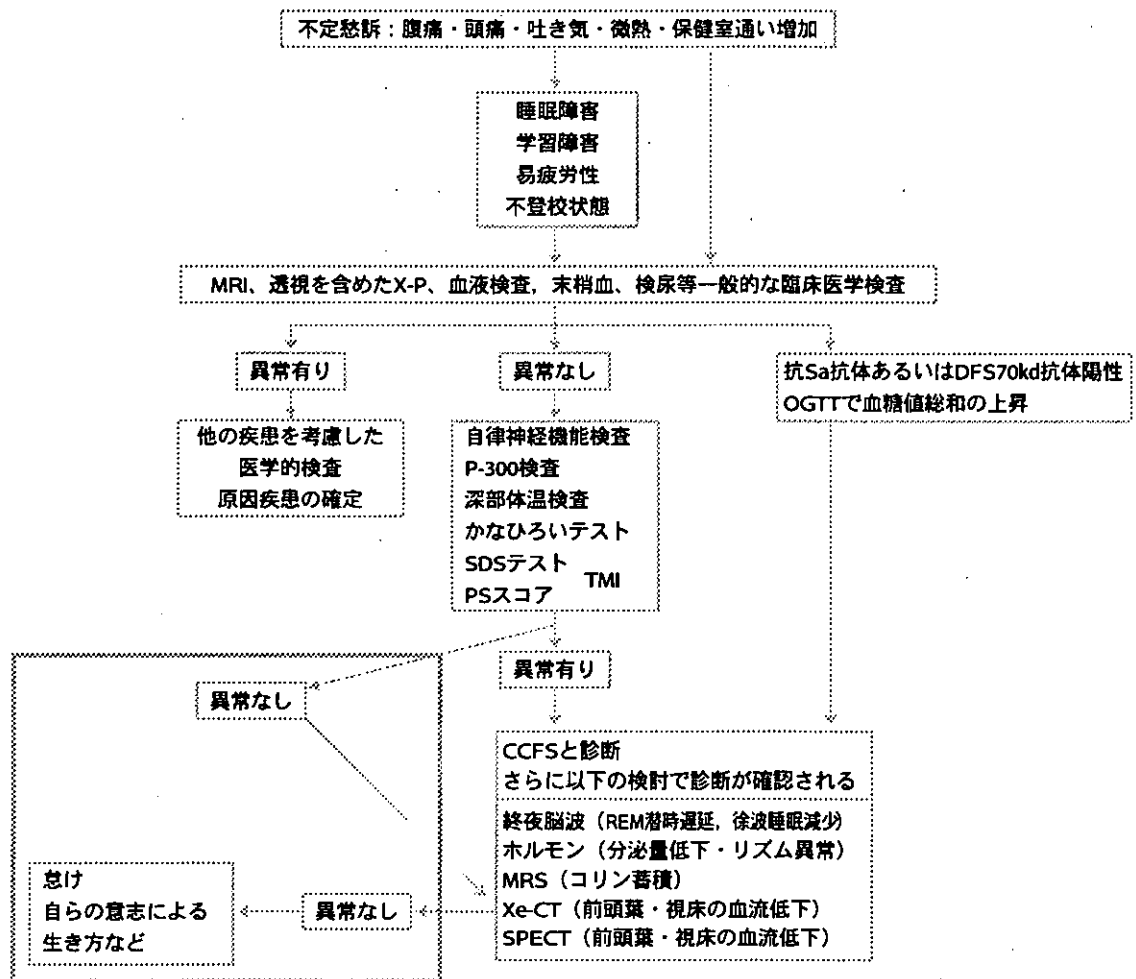 不定愁訴：腹痛・頭痛・吐き気・微熱・保健室通い増加
睡眠障害
学習障害
易疲労性
不登校状態
MRI、透視を含めたX-P、血液検査，末梢血、検尿等一般的な臨床医学検査
異常有り
異常なし
抗Sa抗体あるいはDFS70kd抗体陽性
OGTTで血糖値総和の上昇
他の疾患を考慮した
医学的検査
原因疾患の確定
自律神経機能検査
P-300検査
深部体温検査
かなひろいテスト
SDSテスト
TMI
PSスコア
異常有り
異常なし
CCFSと診断
さらに以下の検討で診断が確認される
終夜脳波（REM潜時遅延，徐波睡眠減少）
ホルモン（分泌量低下・リズム異常）
MRS（コリン蓄積）
Xe-CT（前頭葉・視床の血流低下）
SPECT（前頭葉・視床の血流低下）
異常なし
怠け
自らの意志による
生き方など